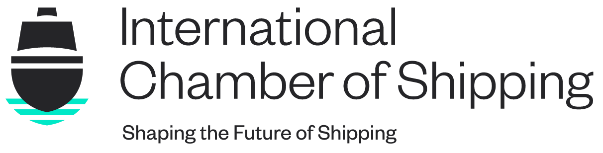 International
Chamber of Shipping
Shaping the Future of Shipping